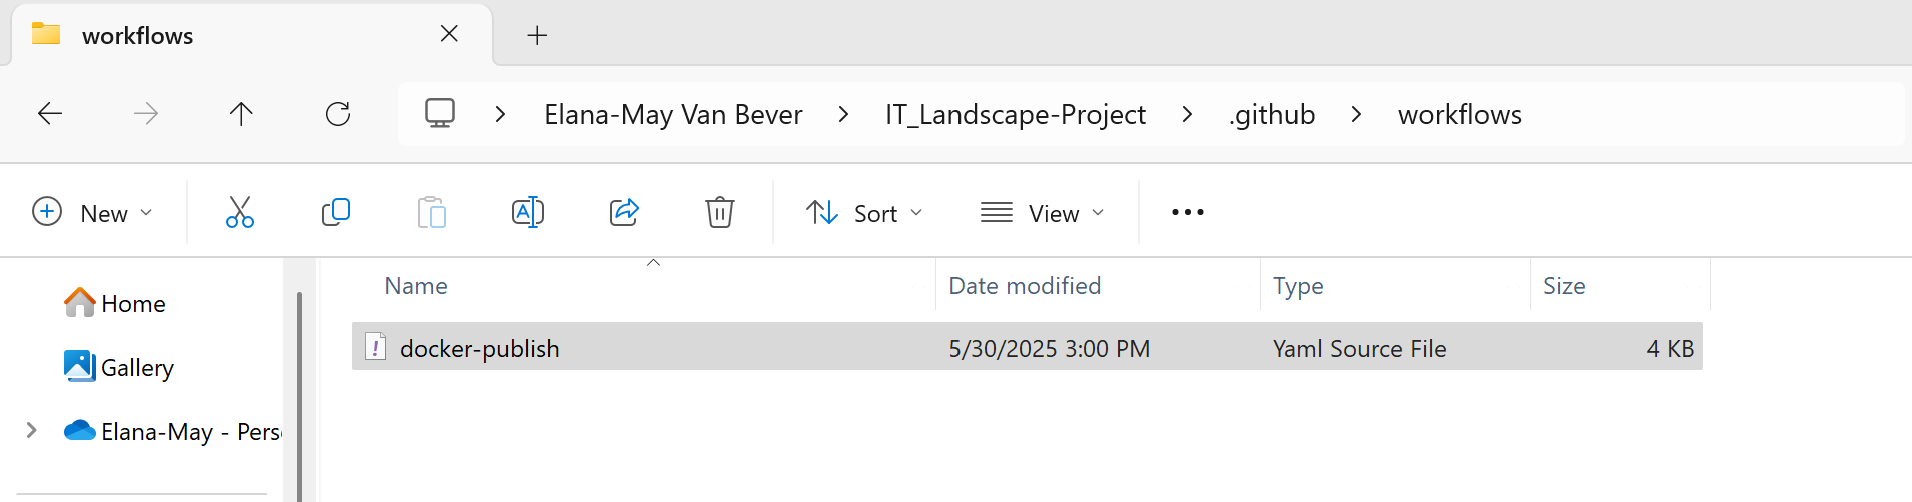 workflows
Elana-May Van Bever IT_Landscape-Project .github workflows
New Sort View
Name Date modified Type Size
Home
docker-publish 5/30/2025 3:00 PM Yaml Source File 4 KB
Gallery
Elana-May - Pers